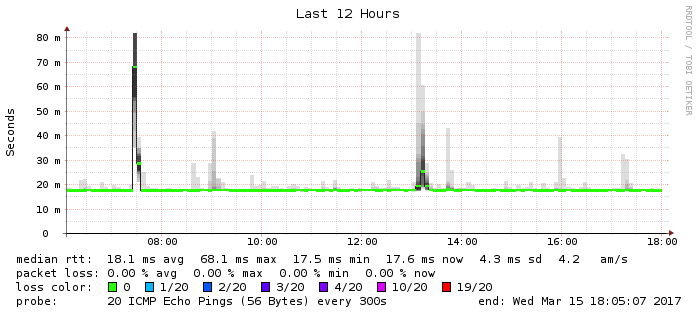 Last 12 Hours
RRDTOOL / TOBI OETIKER
Seconds
80 m
70 m
60 m
50 m
40 m
30 m
20 m
10 m
0
08:00 10:00 12:00 14:00 16:00 18:00
median rtt: 18.1 ms avg 68.1 ms max 17.5 ms min 17.6 ms now 4.3 ms sd 4.2 am/s
packet loss: 0.00 % avg 0.00 % max 0.00 % min 0.00 % now
loss color: 0 1/20 2/20 3/20 4/20 10/20 19/20
probe: 20 ICMP Echo Pings (56 Bytes) every 300s end: Wed Mar 15 18:05:07 2017